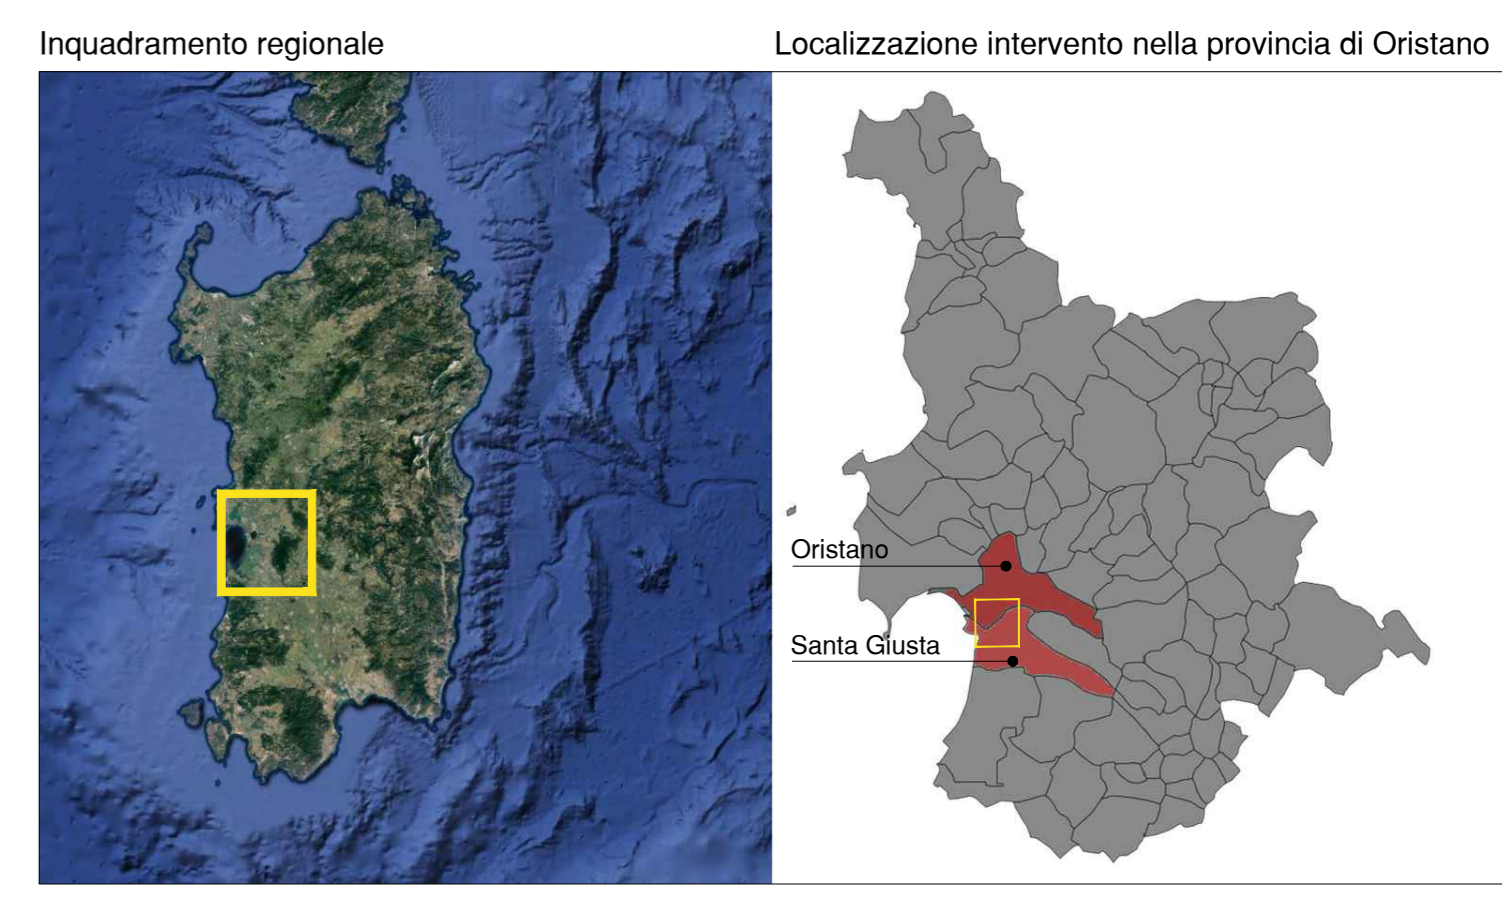 Inquadramento regionale
Localizzazione intervento nella provincia di Oristano
Oristano
Santa Giusta